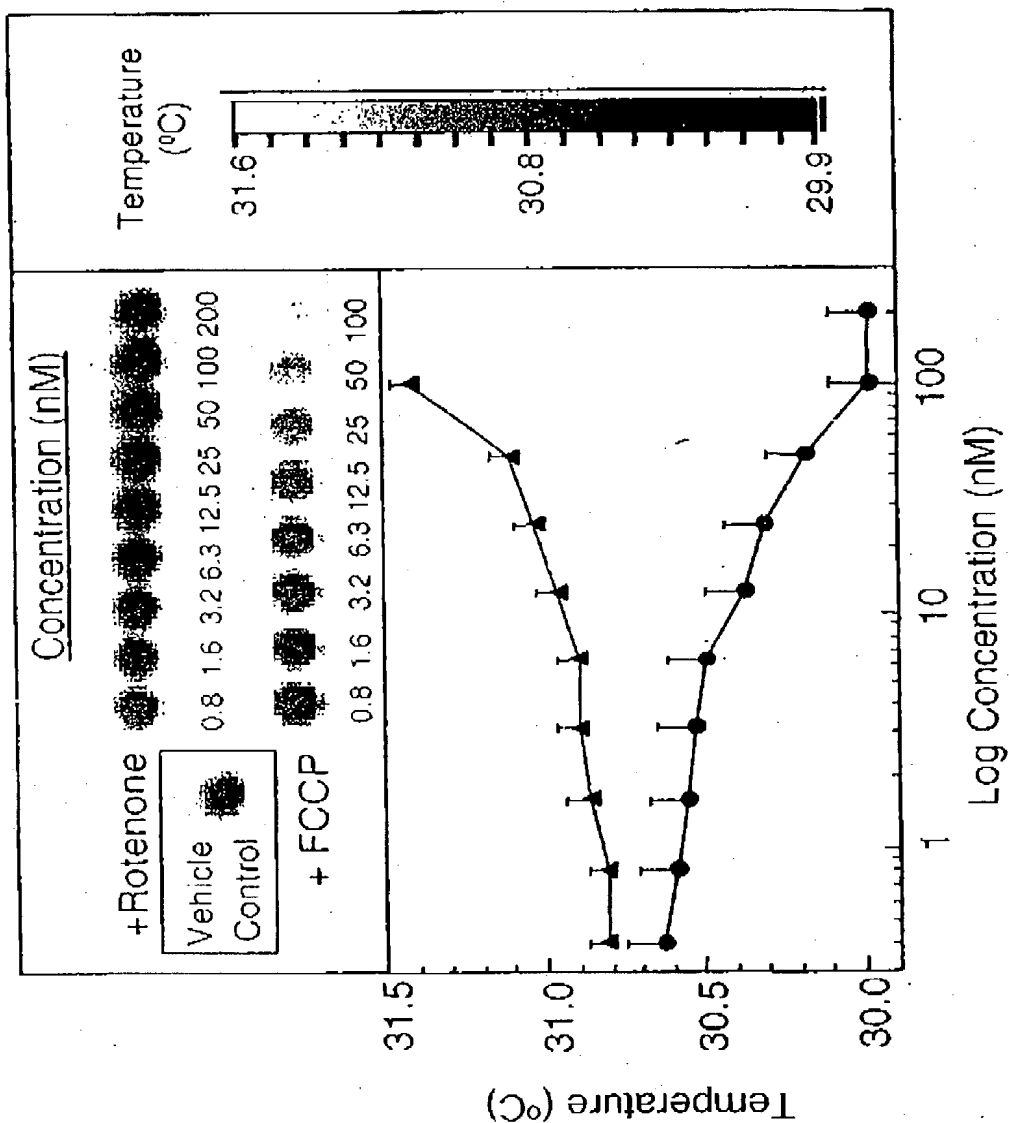 Concentration (nM)
+Rotenone
0.8 1.6 3.2 6.3 12.5 25 50 100 200
Vehicle
Control
+ FCCP
0.8 1.6 3.2 6.3 12.5 25 50 100
Temperature
(⁰C)
31.6
30.8
29.9
31.5
31.0
30.5
30.0
Temperature (⁰C)
1 10 100
Log Concentration (nM)